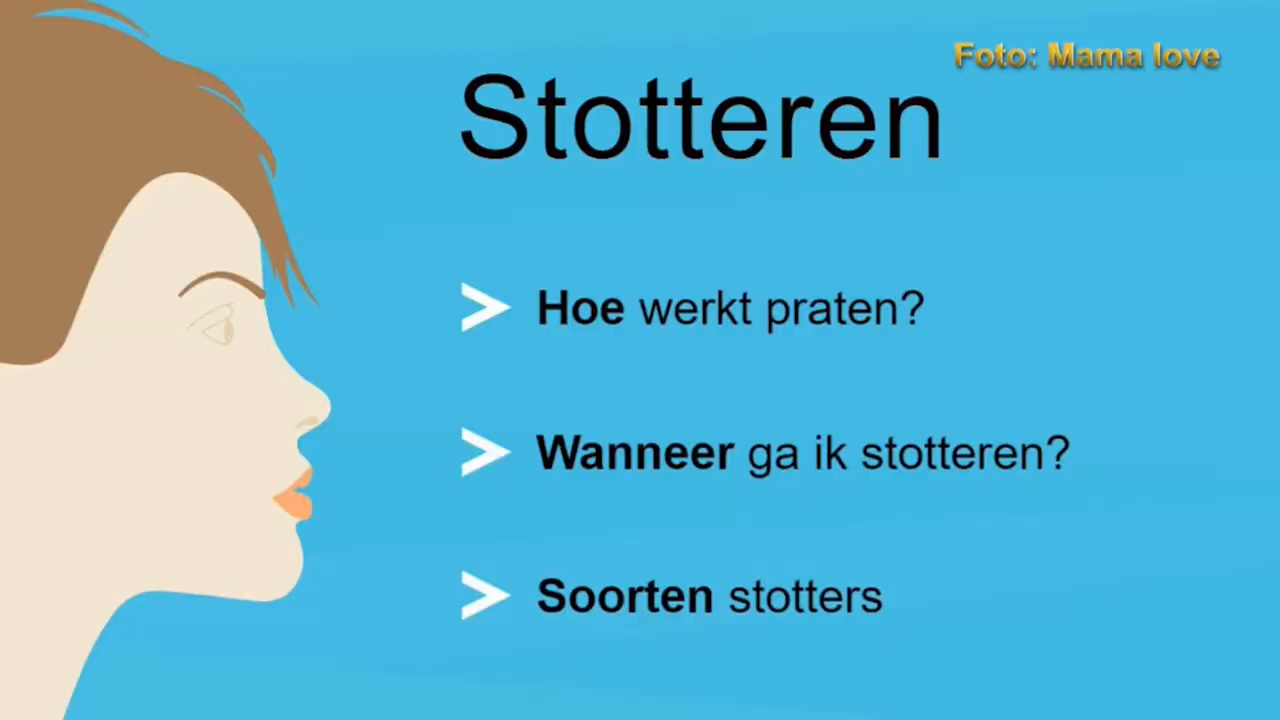 Foto: Mama love
Stotteren
Hoe werkt praten?
Wanneer ga ik stotteren?
Soorten stotters